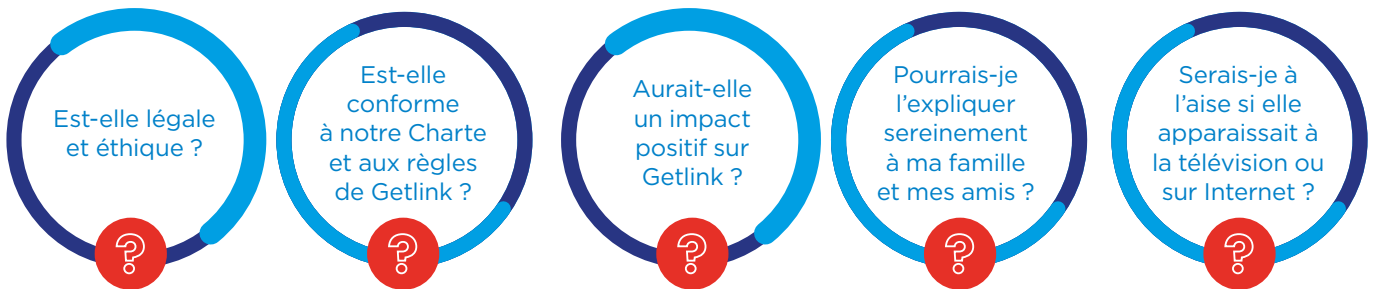 Est-elle légale
et éthique ?
Est-elle
conforme
à notre Charte
et aux règles
de Getlink ?
Aurait-elle
un impact
positif sur
Getlink ?
Pourrais-je
l’expliquer
sereinement
à ma famille
et mes amis ?
Serais-je à
l’aise si elle
apparaissait à
la télévision ou
sur Internet ?
?
?
?
?
?